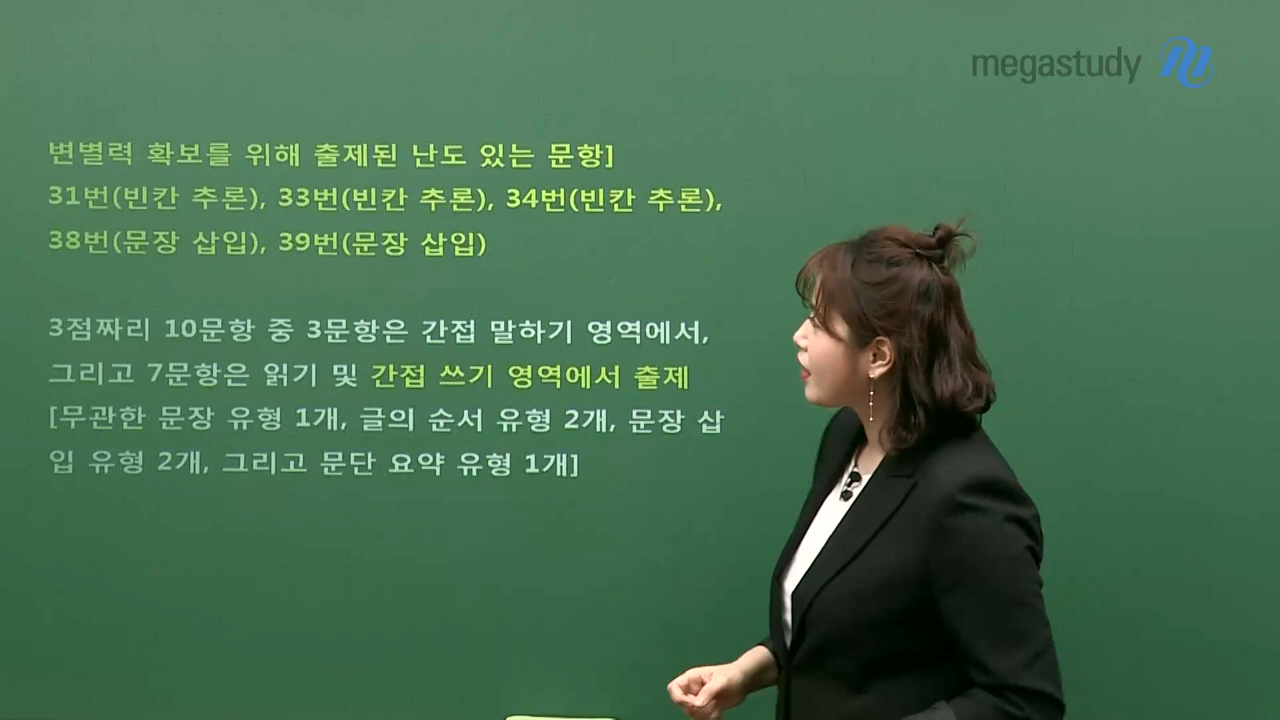 megastudy
변별력 확보를 위해 출제된 난도 있는 문항]
31번(빈칸 추론), 33번(빈칸 추론), 34번(빈칸 추론),
38번(문장 삽입), 39번(문장 삽입)
3점짜리 10문항 중 3문항은 간접 말하기 영역에서,
그리고 7문항은 읽기 및 간접 쓰기 영역에서 출제
[무관한 문장 유형 1개, 글의 순서 유형 2개, 문장 삽
입 유형 2개, 그리고 문단 요약 유형 1개]